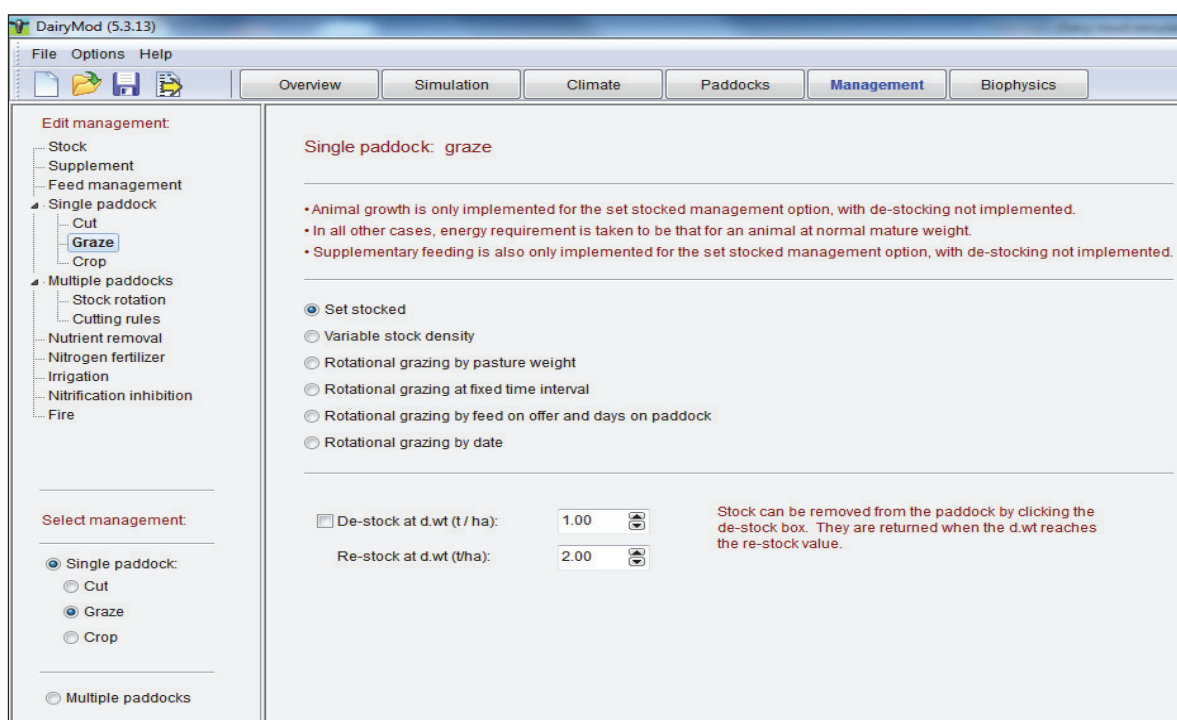 DairyMod (5.3.13)
File Options Help
Overview Simulation Climate Paddocks Management Biophysics
Edit management:
Stock
Supplement
Feed management
Single paddock
Cut
Graze
Crop
Multiple paddocks
Stock rotation
Cutting rules
Nutrient removal
Nitrogen fertilizer
Irrigation
Nitrification inhibition
Fire
Select management:
Single paddock:
Cut
Graze
Crop
Multiple paddocks
Single paddock: graze
• Animal growth is only implemented for the set stocked management option, with de-stocking not implemented.
• In all other cases, energy requirement is taken to be that for an animal at normal mature weight.
• Supplementary feeding is also only implemented for the set stocked management option, with de-stocking not implemented.
Set stocked
Variable stock density
Rotational grazing by pasture weight
Rotational grazing at fixed time interval
Rotational grazing by feed on offer and days on paddock
Rotational grazing by date
De-stock at d.wt (t / ha): 1.00
Re-stock at d.wt (t/ha): 2.00
Stock can be removed from the paddock by clicking the
de-stock box. They are returned when the d.wt reaches
the re-stock value.